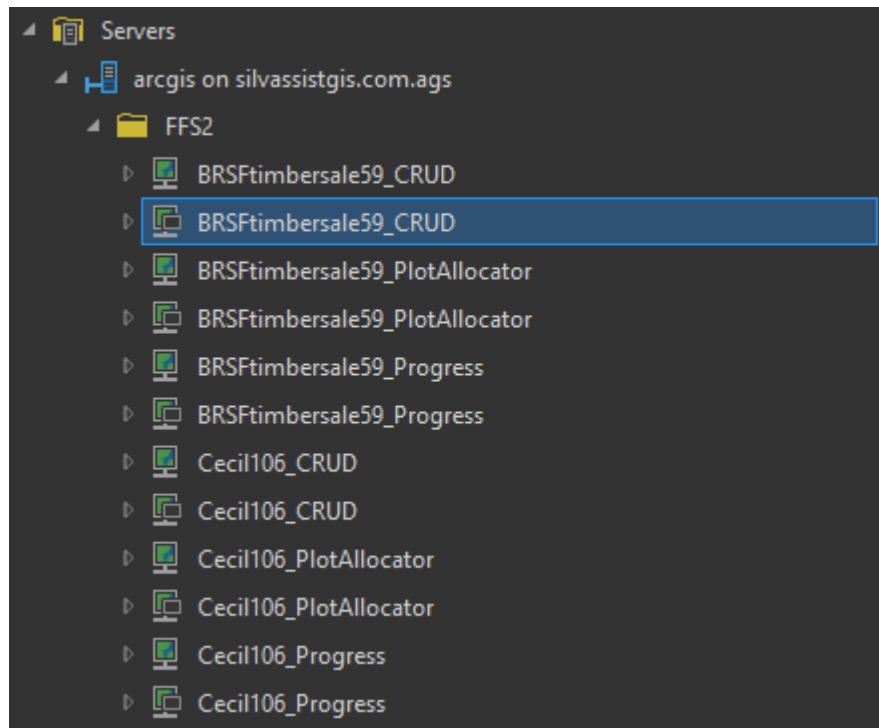 Servers
arcgis on silvassistgis.com.ags
FFS2
BRSFtimbersale59_CRUD
BRSFtimbersale59_CRUD
BRSFtimbersale59_PlotAllocator
BRSFtimbersale59_PlotAllocator
BRSFtimbersale59_Progress
BRSFtimbersale59_Progress
Cecil106_CRUD
Cecil106_CRUD
Cecil106_PlotAllocator
Cecil106_PlotAllocator
Cecil106_Progress
Cecil106_Progress